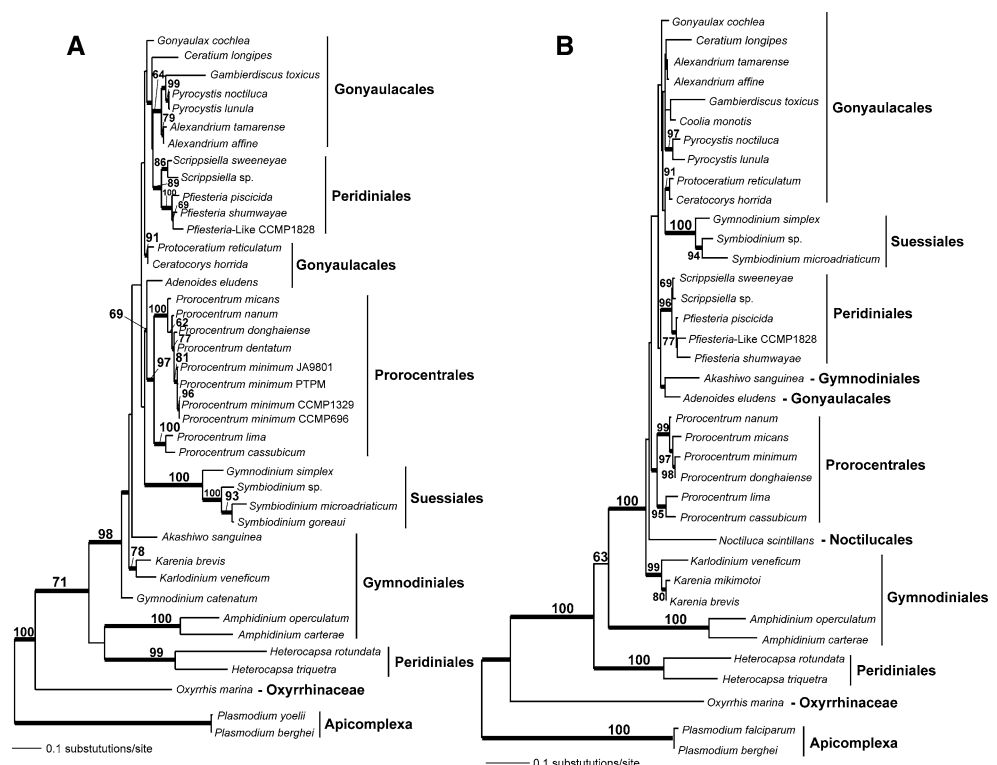 A
Gonyaulax cochlea
Ceratium longipes
64
Gambierdiscus toxicus
99
Pyrocystis noctiluca
Pyrocystis lunula
79
Alexandrium tamarense
Alexandrium affine
Gonyaulacales
86
Scrippsiella sweeneyae
Scrippsiella sp.
89
100
Pfiesteria piscicida
69
Pfiesteria shumwayae
Pfiesteria-Like CCMP1828
Peridiniales
91
Protoceratium reticulatum
Ceratocorys horrida
Gonyaulacales
Adenoides eludens
69
100
Prorocentrum micans
Prorocentrum nanum
62
Prorocentrum donghaiense
77
Prorocentrum dentatum
97
81
Prorocentrum minimum JA9801
Prorocentrum minimum PTPM
96
Prorocentrum minimum CCMP1329
Prorocentrum minimum CCMP696
100
Prorocentrum lima
Prorocentrum cassubicum
Prorocentrales
100
Gymnodinium simplex
100
Symbiodinium sp.
93
Symbiodinium microadriaticum
Symbiodinium goreaui
Suessiales
Akashiwo sanguinea
98
78
Karenia brevis
Karlodinium veneficum
Gymnodinium catenatum
71
100
Amphidinium operculatum
Amphidinium carterae
Gymnodiniales
99
Heterocapsa rotundata
Heterocapsa triquetra
Peridiniales
100
Oxyrrhis marina - Oxyrrhinaceae
Plasmodium yoelii
Plasmodium berghei
Apicomplexa
0.1 substututions/site
B
Gonyaulax cochlea
Ceratium longipes
Alexandrium tamarense
Alexandrium affine
Gambierdiscus toxicus
Coolia monotis
97
Pyrocystis noctiluca
Pyrocystis lunula
91
Protoceratium reticulatum
Ceratocorys horrida
Gonyaulacales
100
Gymnodinium simplex
Symbiodinium sp.
94
Symbiodinium microadriaticum
Suessiales
69
Scrippsiella sweeneyae
Scrippsiella sp.
96
Pfiesteria piscicida
77
Pfiesteria-Like CCMP1828
Pfiesteria shumwayae
Peridiniales
Akashiwo sanguinea - Gymnodiniales
Adenoides eludens - Gonyaulacales
99
Prorocentrum nanum
Prorocentrum micans
97
Prorocentrum minimum
98
Prorocentrum donghaiense
Prorocentrum lima
95
Prorocentrum cassubicum
Prorocentrales
100
Noctiluca scintillans - Noctilucales
63
99
Karlodinium veneficum
Karenia mikimotoi
80
Karenia brevis
100
100
Amphidinium operculatum
Amphidinium carterae
Gymnodiniales
100
Heterocapsa rotundata
Heterocapsa triquetra
Peridiniales
Oxyrrhis marina - Oxyrrhinaceae
100
Plasmodium falciparum
Plasmodium berghei
Apicomplexa
0.1 substututions/site